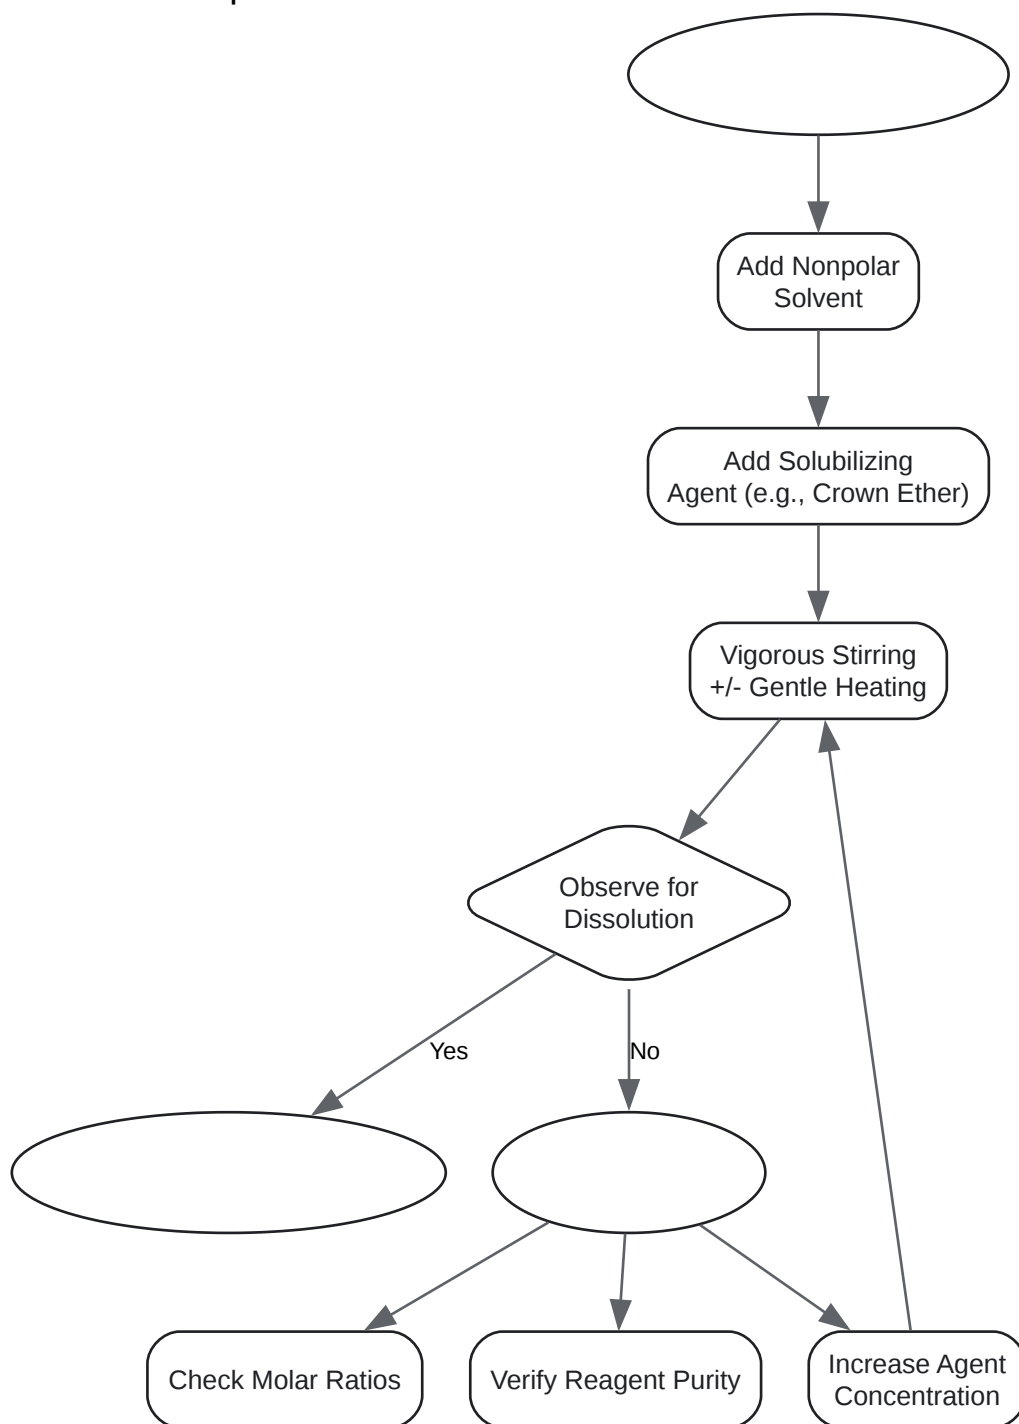 Add Nonpolar
Solvent
Add Solubilizing
Agent (e.g., Crown Ether)
Vigorous Stirring
+/- Gentle Heating
Observe for
Dissolution
Yes
No
Check Molar Ratios
Verify Reagent Purity
Increase Agent
Concentration